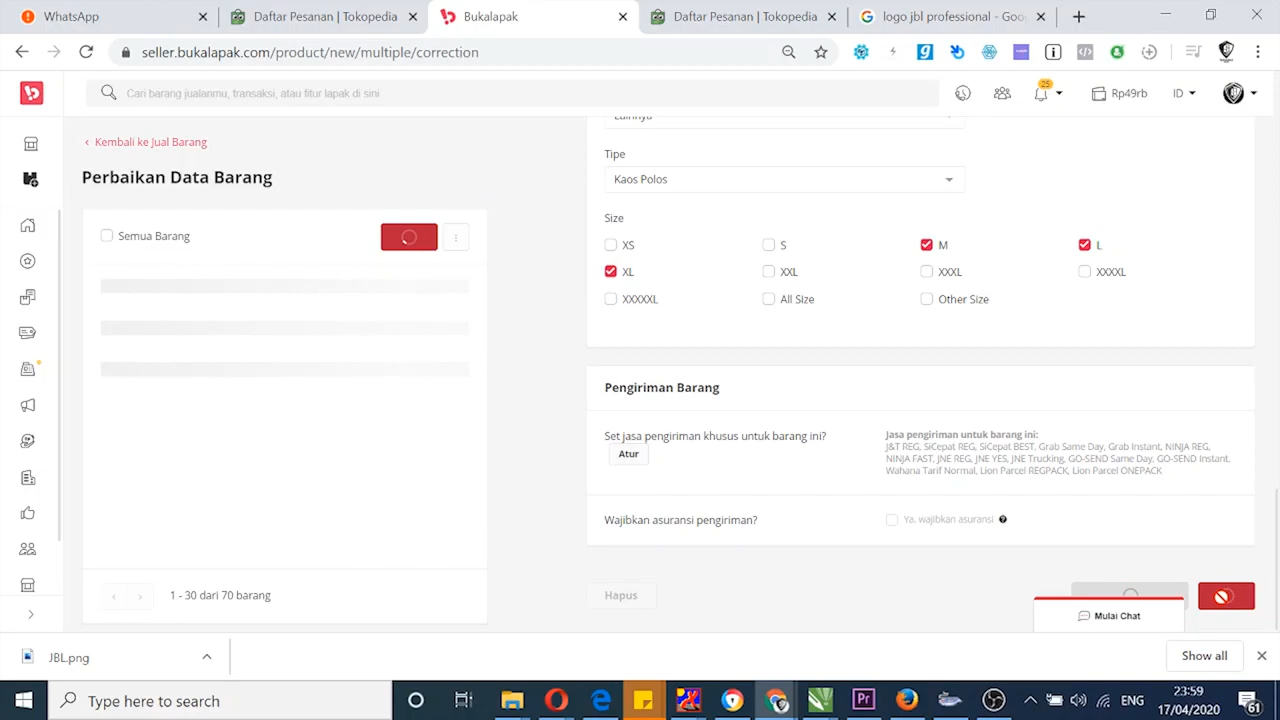 WhatsApp
Daftar Pesanan | Tokopedia
Bukalapak
Daftar Pesanan | Tokopedia
logo jbl professional - Goo
seller.bukalapak.com/product/new/multiple/correction
Cari barang jualanmu, transaksi, atau fitur lapak di sini
25
Rp49rb
ID
Kembali ke Jual Barang
Perbaikan Data Barang
Semua Barang
1 - 30 dari 70 barang
Lainnya
Tipe
Kaos Polos
Size
XS
S
M
L
XL
XXL
XXXL
XXXXL
XXXXXL
All Size
Other Size
Pengiriman Barang
Set jasa pengiriman khusus untuk barang ini?
Atur
Jasa pengiriman untuk barang ini:
J&T REG, SiCepat REG, SiCepat BEST, Grab Same Day, Grab Instant, NINJA REG,
NINJA FAST, JNE REG, JNE YES, JNE Trucking, GO-SEND Same Day, GO-SEND Instant,
Wahana Tarif Normal, Lion Parcel REGPACK, Lion Parcel ONEPACK
Wajibkan asuransi pengiriman?
Ya, wajibkan asuransi
Hapus
Mulai Chat
JBL.png
Show all
Type here to search
Pr
ENG
23:59
17/04/2020
61